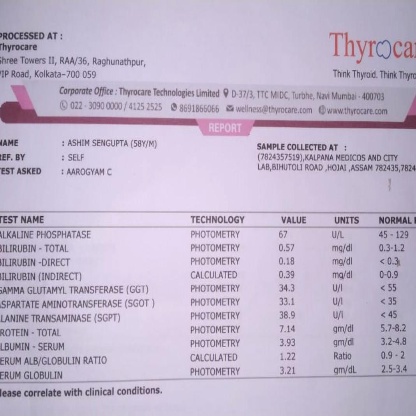 PROCESSED AT :
Thyrocare
Shree Towers II, RAA/36, Raghunathpur,
VIP Road, Kolkata-700 059
Thyrocar
Think Thyroid. Think Thyro
Corporate Office : Thyrocare Technologies Limited D-37/3, TTC MIDC, Turbhe, Navi Mumbai - 400703
022 - 3090 0000 / 4125 2525 8691866066 wellness@thyrocare.com www.thyrocare.com
REPORT
NAME : ASHIM SENGUPTA (58Y/M)
REF. BY : SELF
TEST ASKED : AAROGYAM C
SAMPLE COLLECTED AT :
(7824357519),KALPANA MEDICOS AND CITY
LAB,BIHUTOLI ROAD ,HOJAI ,ASSAM 782435,7824
TEST NAME TECHNOLOGY VALUE UNITS NORMAL
ALKALINE PHOSPHATASE PHOTOMETRY 67 U/L 45 - 129
BILIRUBIN - TOTAL PHOTOMETRY 0.57 mg/dl 0.3-1.2
BILIRUBIN -DIRECT PHOTOMETRY 0.18 mg/dl < 0.3
BILIRUBIN (INDIRECT) CALCULATED 0.39 mg/dl 0-0.9
GAMMA GLUTAMYL TRANSFERASE (GGT) PHOTOMETRY 34.3 U/l < 55
ASPARTATE AMINOTRANSFERASE (SGOT ) PHOTOMETRY 33.1 U/l < 35
ALANINE TRANSAMINASE (SGPT) PHOTOMETRY 38.9 U/l < 45
PROTEIN - TOTAL PHOTOMETRY 7.14 gm/dl 5.7-8.2
ALBUMIN - SERUM PHOTOMETRY 3.93 gm/dl 3.2-4.8
SERUM ALB/GLOBULIN RATIO CALCULATED 1.22 Ratio 0.9 - 2
SERUM GLOBULIN PHOTOMETRY 3.21 gm/dL 2.5-3.4
Please correlate with clinical conditions.